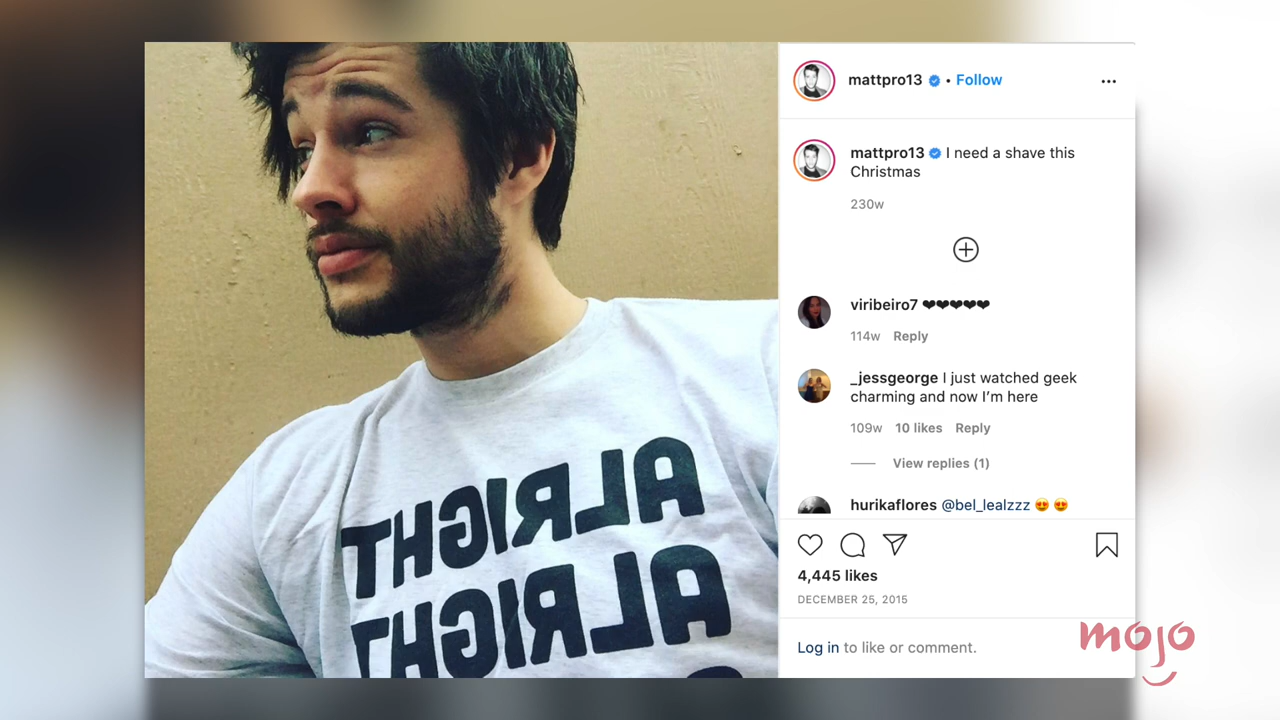 mattpro13 • Follow
mattpro13 I need a shave this
Christmas
230w
viribeiro7 ❤❤❤❤❤
114w Reply
_jessgeorge I just watched geek
charming and now I'm here
109w 10 likes Reply
View replies (1)
hurikaflores @bel_lealzzz 😍 😍
4,445 likes
DECEMBER 25, 2015
Log in to like or comment.
ALRIGHT
ALRIGHT
mojo